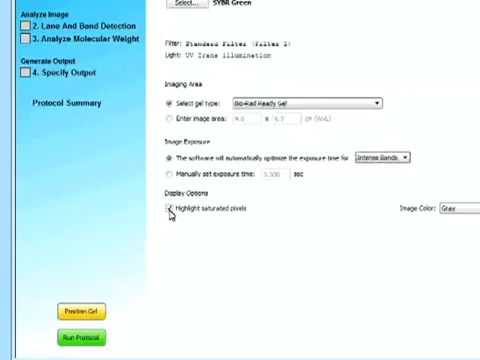 Select...
SYBR Green
Analyze Image
2. Lane And Band Detection
3. Analyze Molecular Weight
Filter: Standard Filter (Filter 1)
Light: UV Trans illumination
Generate Output
4. Specify Output
Imaging Area
Protocol Summary
Select gel type: Bio-Rad Ready Gel
Enter image area: x cm (WxL)
Image Exposure
The software will automatically optimize the exposure time for Intense Bands
Manually set exposure time: sec
Display Options
Highlight saturated pixels
Image Color: Gray
Position Gel
Run Protocol